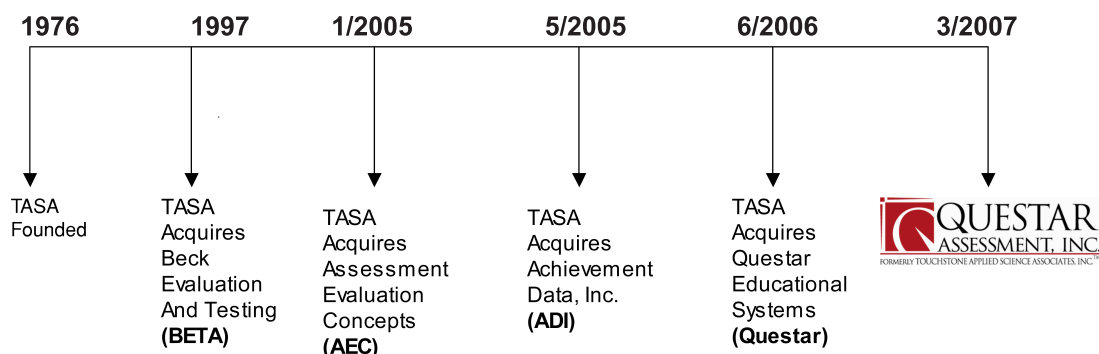 1976
1997
1/2005
5/2005
6/2006
3/2007
TASA
Founded
TASA
Acquires
Beck
Evaluation
And Testing
(BETA)
TASA
Acquires
Assessment
Evaluation
Concepts
(AEC)
TASA
Acquires
Achievement
Data, Inc.
(ADI)
TASA
Acquires
Questar
Educational
Systems
(Questar)
QUESTAR
ASSESSMENT, INC.
FORMERLY TOUCHSTONE APPLIED SCIENCE ASSOCIATES, INC™